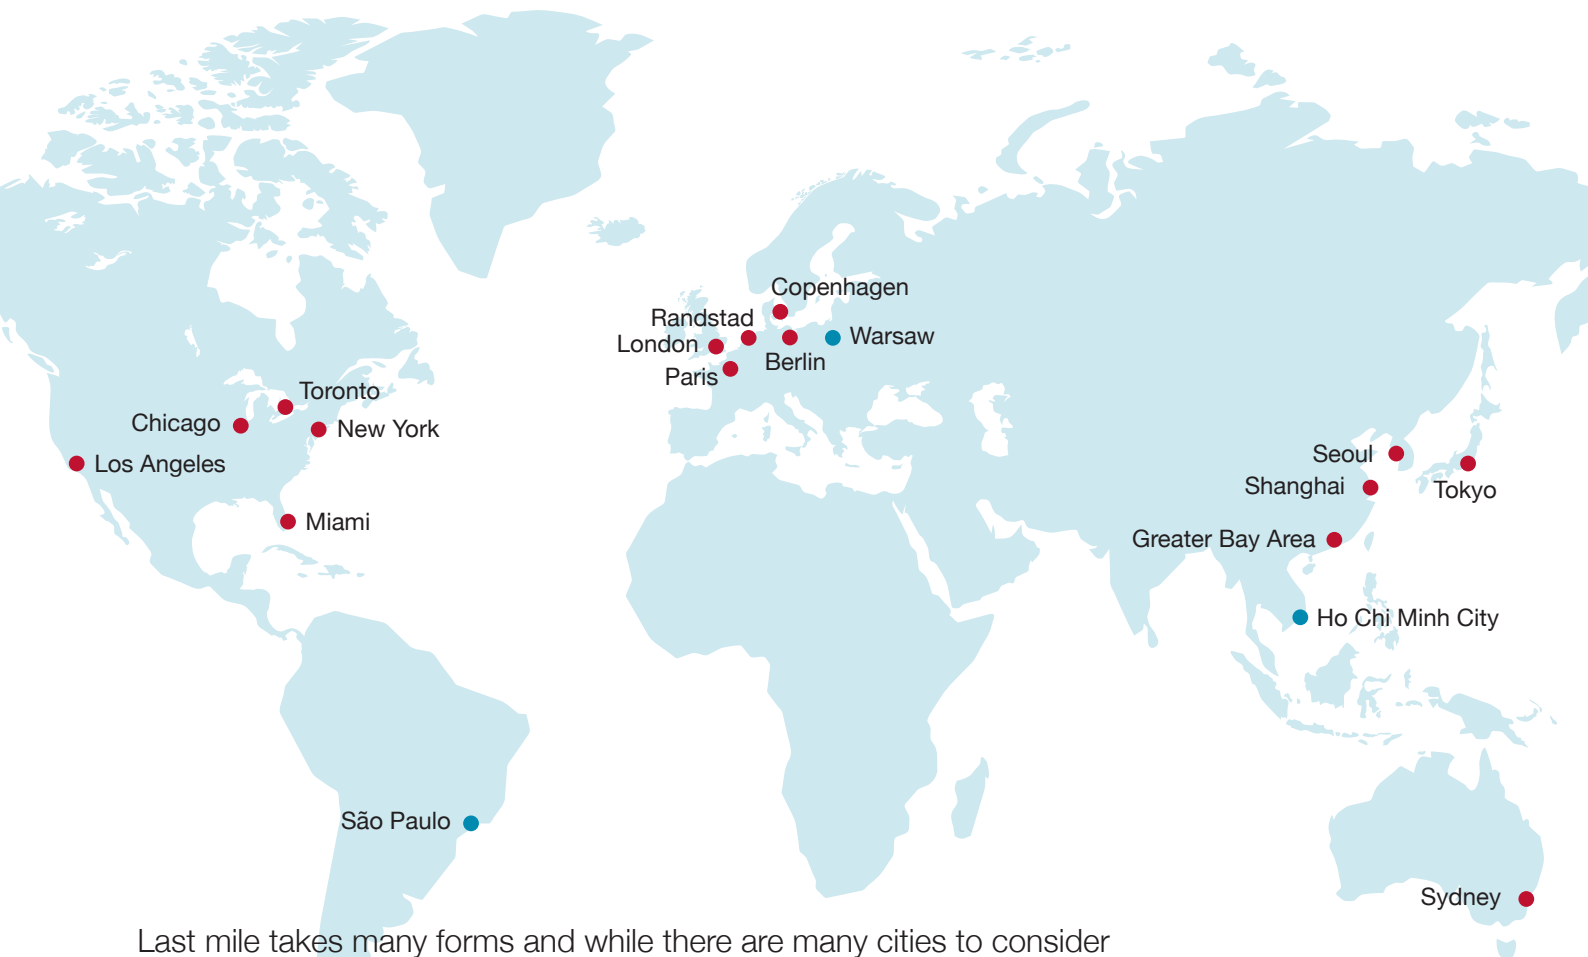 Copenhagen
Randstad
Warsaw
London
Berlin
Paris
Toronto
Chicago
New York
Los Angeles
Seoul
Shanghai
Tokyo
Miami
Greater Bay Area
Ho Chi Minh City
São Paulo
Sydney
Last mile takes many forms and while there are many cities to consider